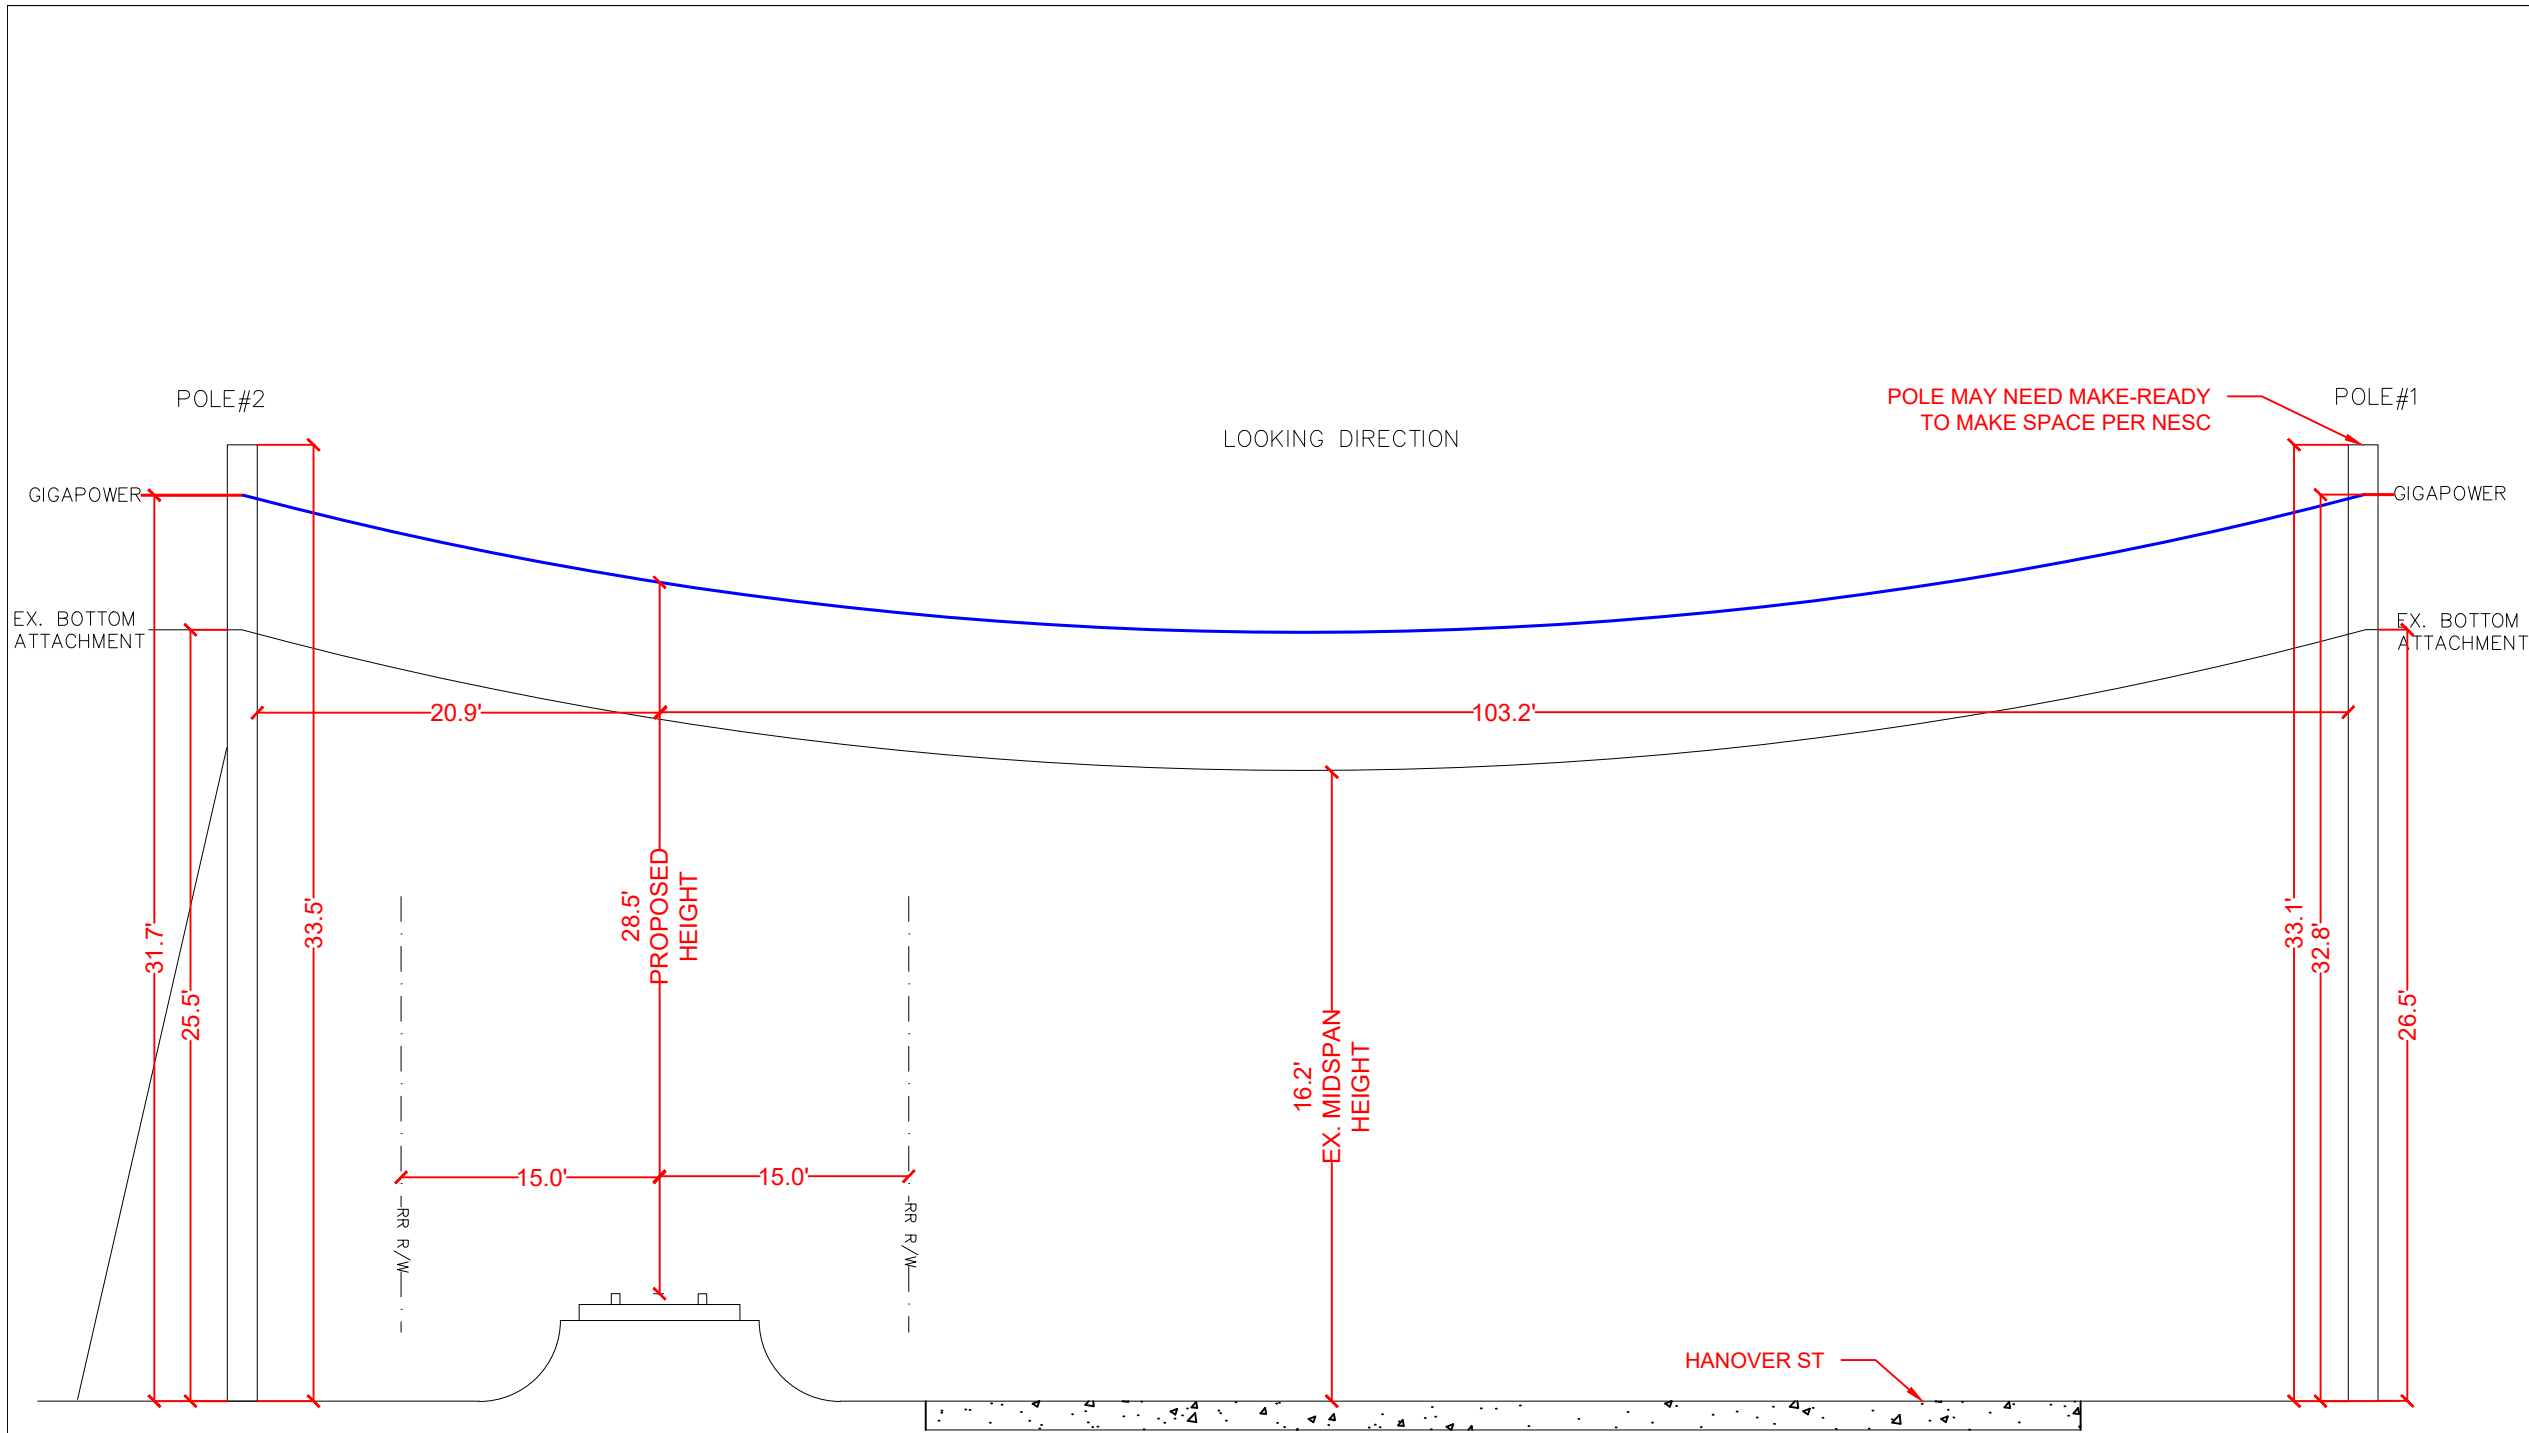 POLE#2
POLE MAY NEED MAKE-READY
TO MAKE SPACE PER NESC
POLE#1
LOOKING DIRECTION
GIGAPOWER
GIGAPOWER
EX. BOTTOM
ATTACHMENT
EX. BOTTOM
ATTACHMENT
20.9'
103.2'
31.7'
25.5'
33.5'
28.5'
PROPOSED
HEIGHT
16.2'
EX. MIDSPAN
HEIGHT
33.1'
32.8'
26.5'
15.0'
15.0'
RR R/W
RR R/W
HANOVER ST